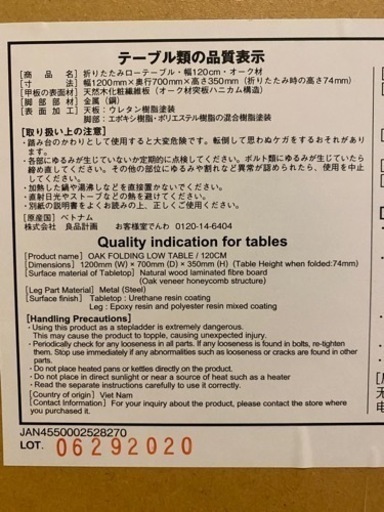 テーブル類の品質表示
[商品名] 折りたたみローテーブル・幅120cm・オーク材
[寸法] 幅1200mm×奥行700mm×高さ350mm (折りたたみ時の高さ74mm)
[甲板の表面材] 天然木化粧繊維板 (オーク材突板ハニカム構造)
[脚部部材] 金属(鋼)
[表面加工] 天板:ウレタン樹脂塗装
脚部:エポキシ樹脂・ポリエステル樹脂の混合樹脂塗装
[取り扱い上の注意]
・踏み台のかわりとして使用すると大変危険です。転倒して思わぬケガをするおそれがあります。
・各部にゆるみが生じていないか定期的に点検してください。ボルト類にゆるみが生じていたら
締め直してください。その他の部位にゆるみや割れなど異常が認められたら、使用を中
止してください。
・加熱した鍋や湯沸しなどを直接置かないでください。
・直射日光やストーブなどの熱を避けてください。
・別紙の説明書をよくお読みの上、正しくご使用ください。
[原産国] ベトナム
株式会社 良品計画 お客様室でんわ 0120-14-6404
Quality indication for tables
[Product name] OAK FOLDING LOW TABLE / 120CM
[Dimensions] 1200mm (W) × 700mm (D) × 350mm (H) (Table Height when folded:74mm)
[Surface material of Tabletop] Natural wood laminated fibre board
(Oak veneer honeycomb structure)
[Leg Part Material] Metal (Steel)
[Surface finish] Tabletop : Urethane resin coating
Leg : Epoxy resin and polyester resin mixed coating
[Handling Precautions]
• Using this product as a stepladder is extremely dangerous.
This may cause the product to topple, causing unexpected injury.
• Periodically check for any looseness in all parts. If any looseness is found in bolts, re-tighten
them. Stop use immediately if any abnormalities such as looseness or cracks are found in other
parts.
• Do not place heated pans or kettles directly on the product.
• Do not place in direct sunlight or near a source of heat such as a heater
• Read the separate instructions carefully to use it correctly.
[Country of origin] Viet Nam
[Contact Information] For your inquiry about the product, please contact the store where
you purchased it.
JAN4550002528270
LOT. 06292020